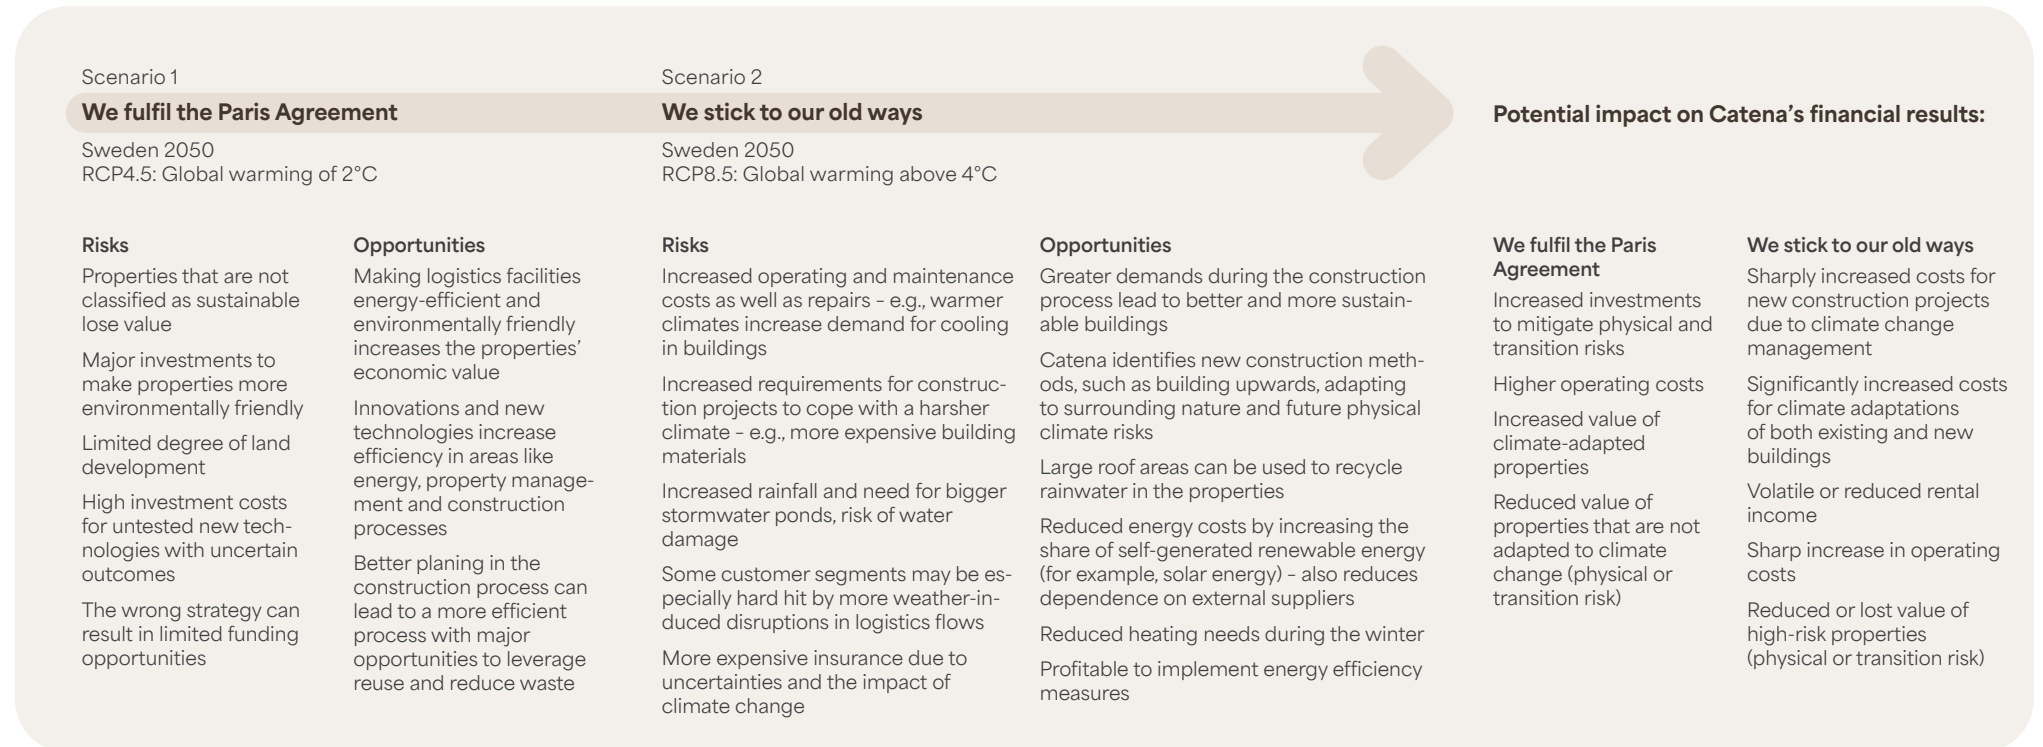 Scenario 1
We fulfil the Paris Agreement
Sweden 2050
RCP4.5: Global warming of 2°C
Scenario 2
We stick to our old ways
Sweden 2050
RCP8.5: Global warming above 4°C
Potential impact on Catena’s financial results:
Risks
Properties that are not
classified as sustainable
lose value
Major investments to
make properties more
environmentally friendly
Limited degree of land
development
High investment costs
for untested new tech-
nologies with uncertain
outcomes
The wrong strategy can
result in limited funding
opportunities
Opportunities
Making logistics facilities
energy-efficient and
environmentally friendly
increases the properties’
economic value
Innovations and new
technologies increase
efficiency in areas like
energy, property manage-
ment and construction
processes
Better planing in the
construction process can
lead to a more efficient
process with major
opportunities to leverage
reuse and reduce waste
Risks
Increased operating and maintenance
costs as well as repairs – e.g., warmer
climates increase demand for cooling
in buildings
Increased requirements for construc-
tion projects to cope with a harsher
climate – e.g., more expensive building
materials
Increased rainfall and need for bigger
stormwater ponds, risk of water
damage
Some customer segments may be es-
pecially hard hit by more weather-in-
duced disruptions in logistics flows
More expensive insurance due to
uncertainties and the impact of
climate change
Opportunities
Greater demands during the construction
process lead to better and more sustain-
able buildings
Catena identifies new construction meth-
ods, such as building upwards, adapting
to surrounding nature and future physical
climate risks
Large roof areas can be used to recycle
rainwater in the properties
Reduced energy costs by increasing the
share of self-generated renewable energy
(for example, solar energy) – also reduces
dependence on external suppliers
Reduced heating needs during the winter
Profitable to implement energy efficiency
measures
We fulfil the Paris
Agreement
Increased investments
to mitigate physical and
transition risks
Higher operating costs
Increased value of
climate-adapted
properties
Reduced value of
properties that are not
adapted to climate
change (physical or
transition risk)
We stick to our old ways
Sharply increased costs for
new construction projects
due to climate change
management
Significantly increased costs
for climate adaptations
of both existing and new
buildings
Volatile or reduced rental
income
Sharp increase in operating
costs
Reduced or lost value of
high-risk properties
(physical or transition risk)